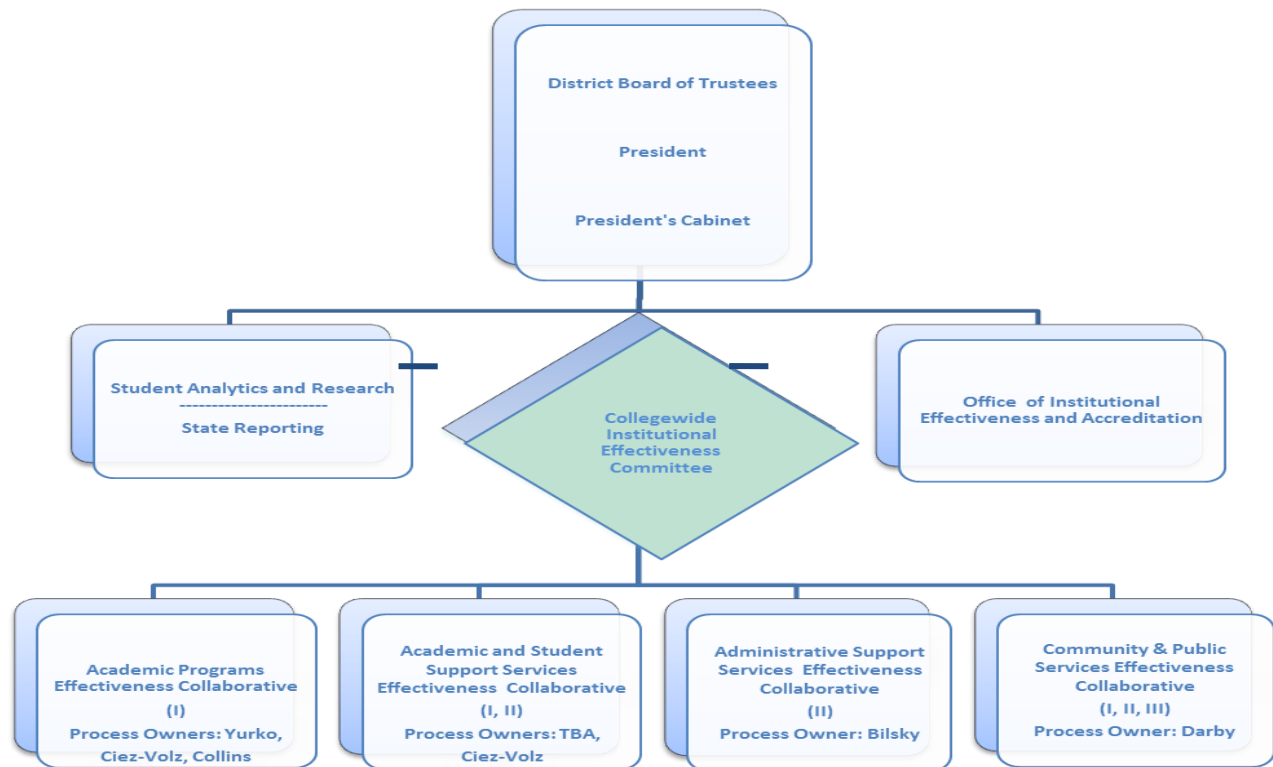 District Board of Trustees
President
President's Cabinet
Student Analytics and Research
-----------------------
State Reporting
Collegewide
Institutional
Effectiveness
Committee
Office of Institutional
Effectiveness and Accreditation
Academic Programs
Effectiveness Collaborative
(I)
Process Owners: Yurko,
Ciez-Volz, Collins
Academic and Student
Support Services
Effectiveness Collaborative
(I, II)
Process Owners: TBA,
Ciez-Volz
Administrative Support
Services Effectiveness
Collaborative
(II)
Process Owner: Bilsky
Community & Public
Services Effectiveness
Collaborative
(I, II, III)
Process Owner: Darby